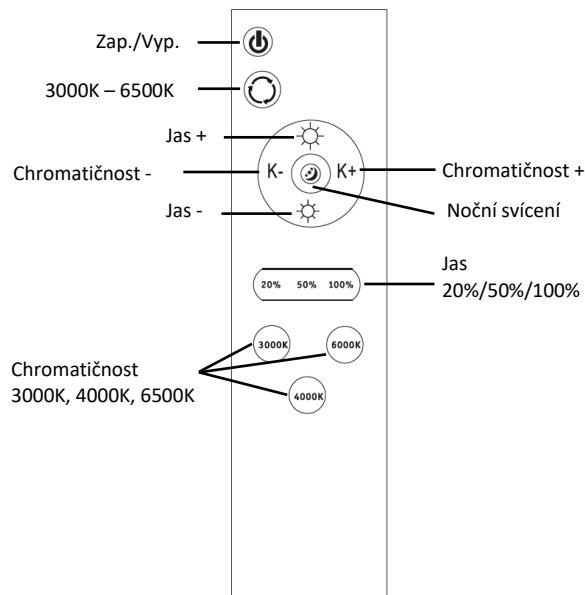 Zap./Vyp.
3000K – 6500K
Jas +
Chromatičnost -
K-
K+
Chromatičnost +
Jas -
Noční svícení
Jas
20%/50%/100%
20% 50% 100%
3000K
6000K
Chromatičnost
3000K, 4000K, 6500K
4000K